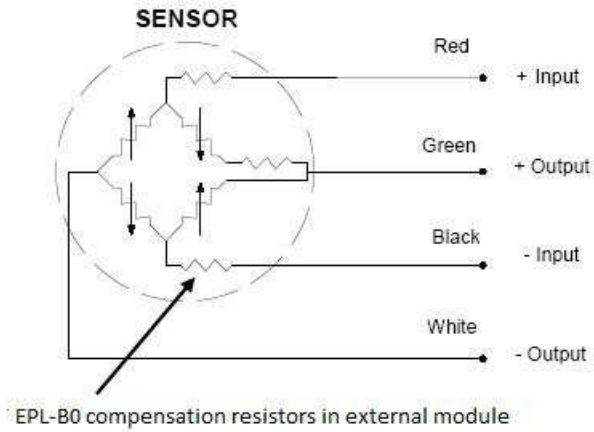 SENSOR
Red
+ Input
Green
+ Output
Black
- Input
White
- Output
EPL-B0 compensation resistors in external module